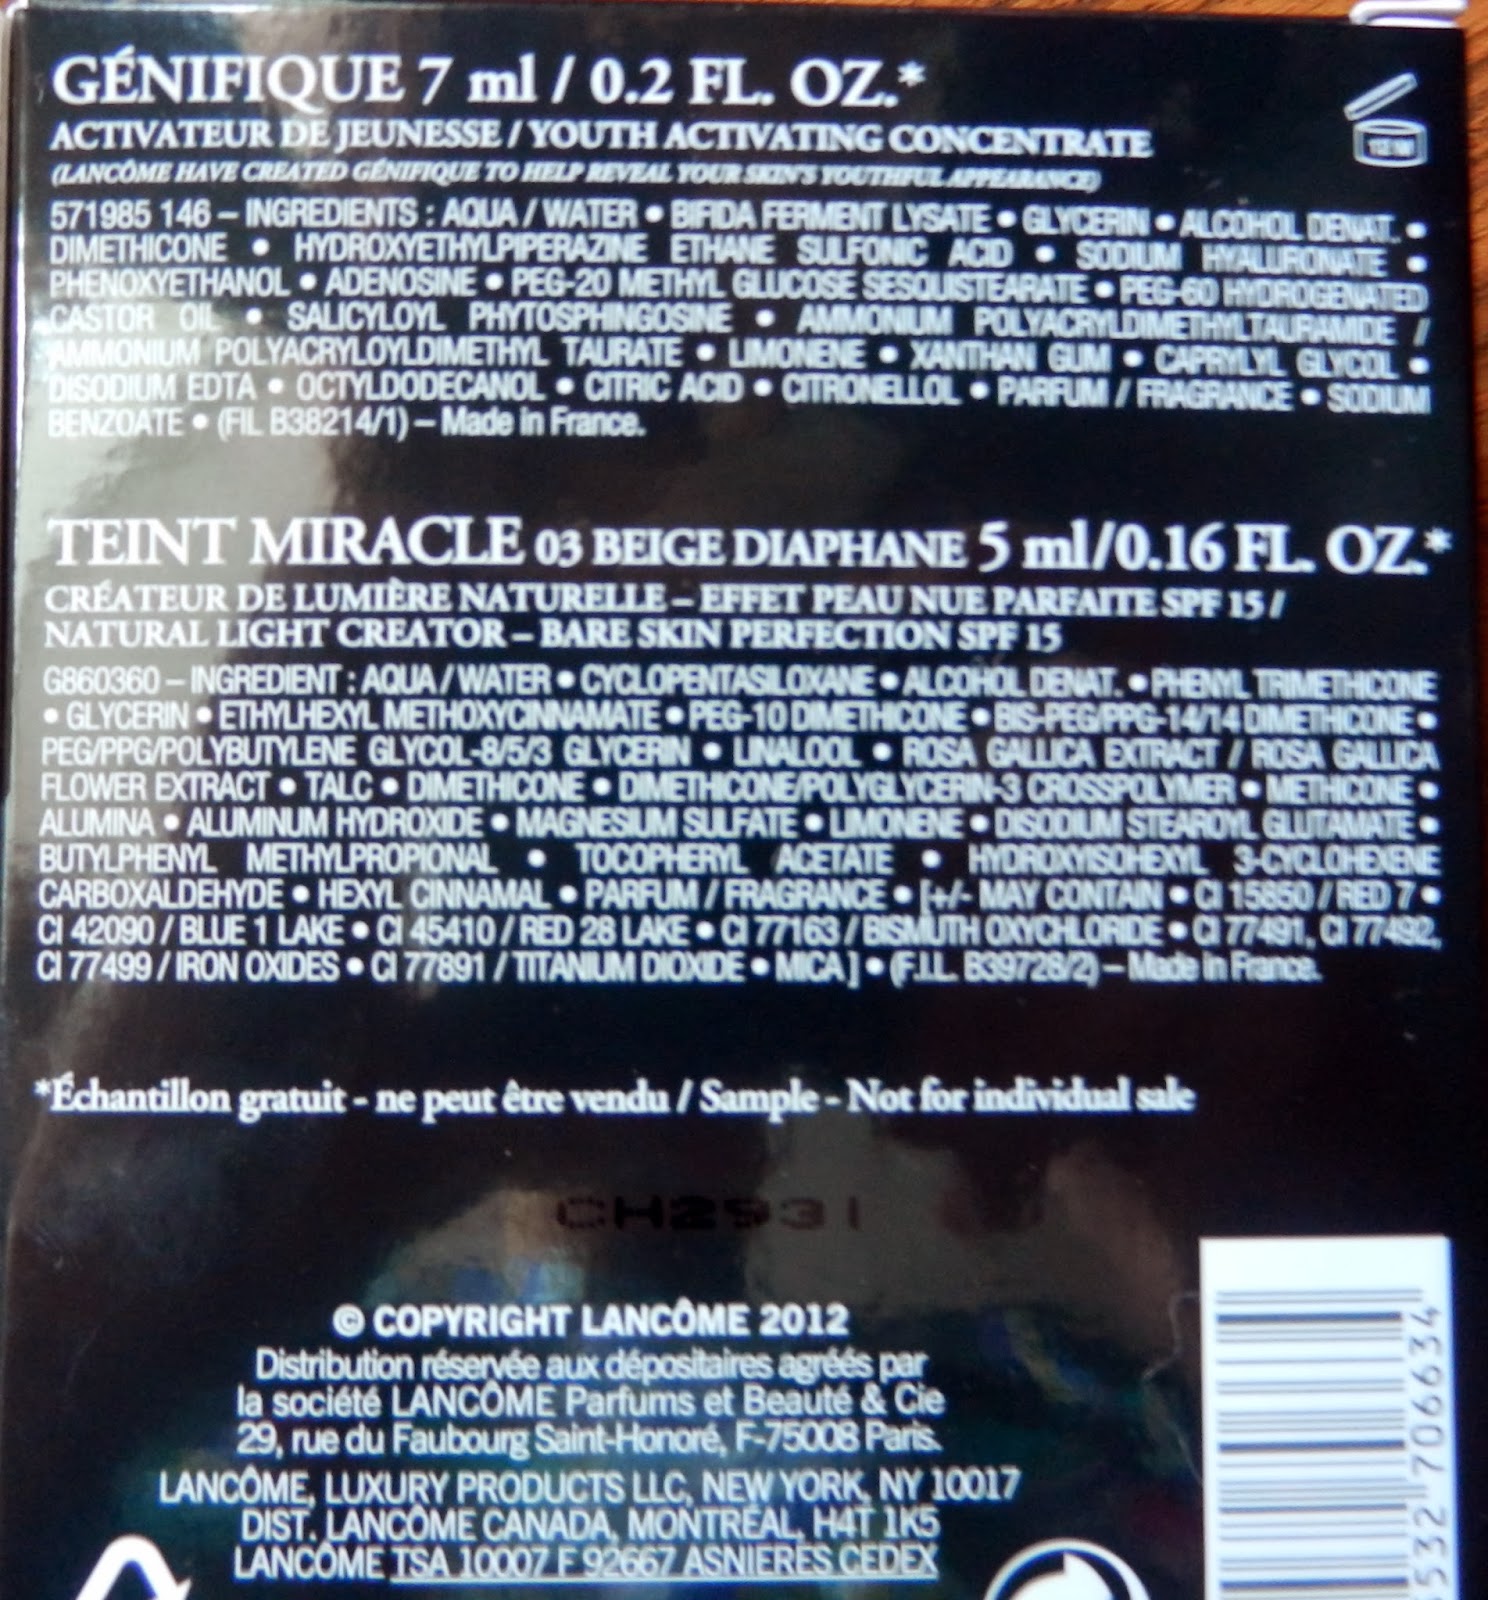 GÉNIFIQUE 7 ml / 0.2 FL. OZ.*
12 M
ACTIVATEUR DE JEUNESSE / YOUTH ACTIVATING CONCENTRATE
(LANCÔME HAVE CREATED GÉNIFIQUE TO HELP REVEAL YOUR SKIN'S YOUTHFUL APPEARANCE)
571985 146 – INGREDIENTS : AQUA / WATER • BIFIDA FERMENT LYSATE • GLYCERIN • ALCOHOL DENAT. •
DIMETHICONE • HYDROXYETHYLPIPERAZINE ETHANE SULFONIC ACID • SODIUM HYALURONATE •
PHENOXYETHANOL • ADENOSINE • PEG-20 METHYL GLUCOSE SESQUISTEARATE • PEG-60 HYDROGENATED
CASTOR OIL • SALICYLOYL PHYTOSPHINGOSINE • AMMONIUM POLYACRYLDIMETHYLTAURAMIDE /
AMMONIUM POLYACRYLOYLDIMETHYL TAURATE • LIMONENE • XANTHAN GUM • CAPRYLYL GLYCOL •
DISODIUM EDTA • OCTYLDODECANOL • CITRIC ACID • CITRONELLOL • PARFUM / FRAGRANCE • SODIUM
BENZOATE • (FIL B38214/1) – Made in France.
TEINT MIRACLE 03 BEIGE DIAPHANE 5 ml/0.16 FL. OZ.*
CRÉATEUR DE LUMIÈRE NATURELLE – EFFET PEAU NUE PARFAITE SPF 15 /
NATURAL LIGHT CREATOR – BARE SKIN PERFECTION SPF 15
G860360 – INGREDIENT : AQUA / WATER • CYCLOPENTASILOXANE • ALCOHOL DENAT. • PHENYL TRIMETHICONE
• GLYCERIN • ETHYLHEXYL METHOXYCINNAMATE • PEG-10 DIMETHICONE • BIS-PEG/PPG-14/14 DIMETHICONE •
PEG/PPG/POLYBUTYLENE GLYCOL-8/5/3 GLYCERIN • LINALOOL • ROSA GALLICA EXTRACT / ROSA GALLICA
FLOWER EXTRACT • TALC • DIMETHICONE • DIMETHICONE/POLYGLYCERIN-3 CROSSPOLYMER • METHICONE •
ALUMINA • ALUMINUM HYDROXIDE • MAGNESIUM SULFATE • LIMONENE • DISODIUM STEAROYL GLUTAMATE •
BUTYLPHENYL METHYLPROPIONAL • TOCOPHERYL ACETATE • HYDROXYISOHEXYL 3-CYCLOHEXENE
CARBOXALDEHYDE • HEXYL CINNAMAL • PARFUM / FRAGRANCE • [+/- MAY CONTAIN • CI 15850 / RED 7 •
CI 42090 / BLUE 1 LAKE • CI 45410 / RED 28 LAKE • CI 77163 / BISMUTH OXYCHLORIDE • CI 77491, CI 77492,
CI 77499 / IRON OXIDES • CI 77891 / TITANIUM DIOXIDE • MICA ] • (F.I.L. B39728/2) – Made in France.
*Échantillon gratuit - ne peut être vendu / Sample - Not for individual sale
CH2931
© COPYRIGHT LANCÔME 2012
Distribution réservée aux dépositaires agréés par
la société LANCÔME Parfums et Beauté & Cie
29, rue du Faubourg Saint-Honoré, F-75008 Paris.
LANCÔME, LUXURY PRODUCTS LLC, NEW YORK, NY 10017
DIST. LANCÔME CANADA, MONTRÉAL, H4T 1K5
LANCÔME TSA 10007 F 92667 ASNIERES CEDEX
532 706634